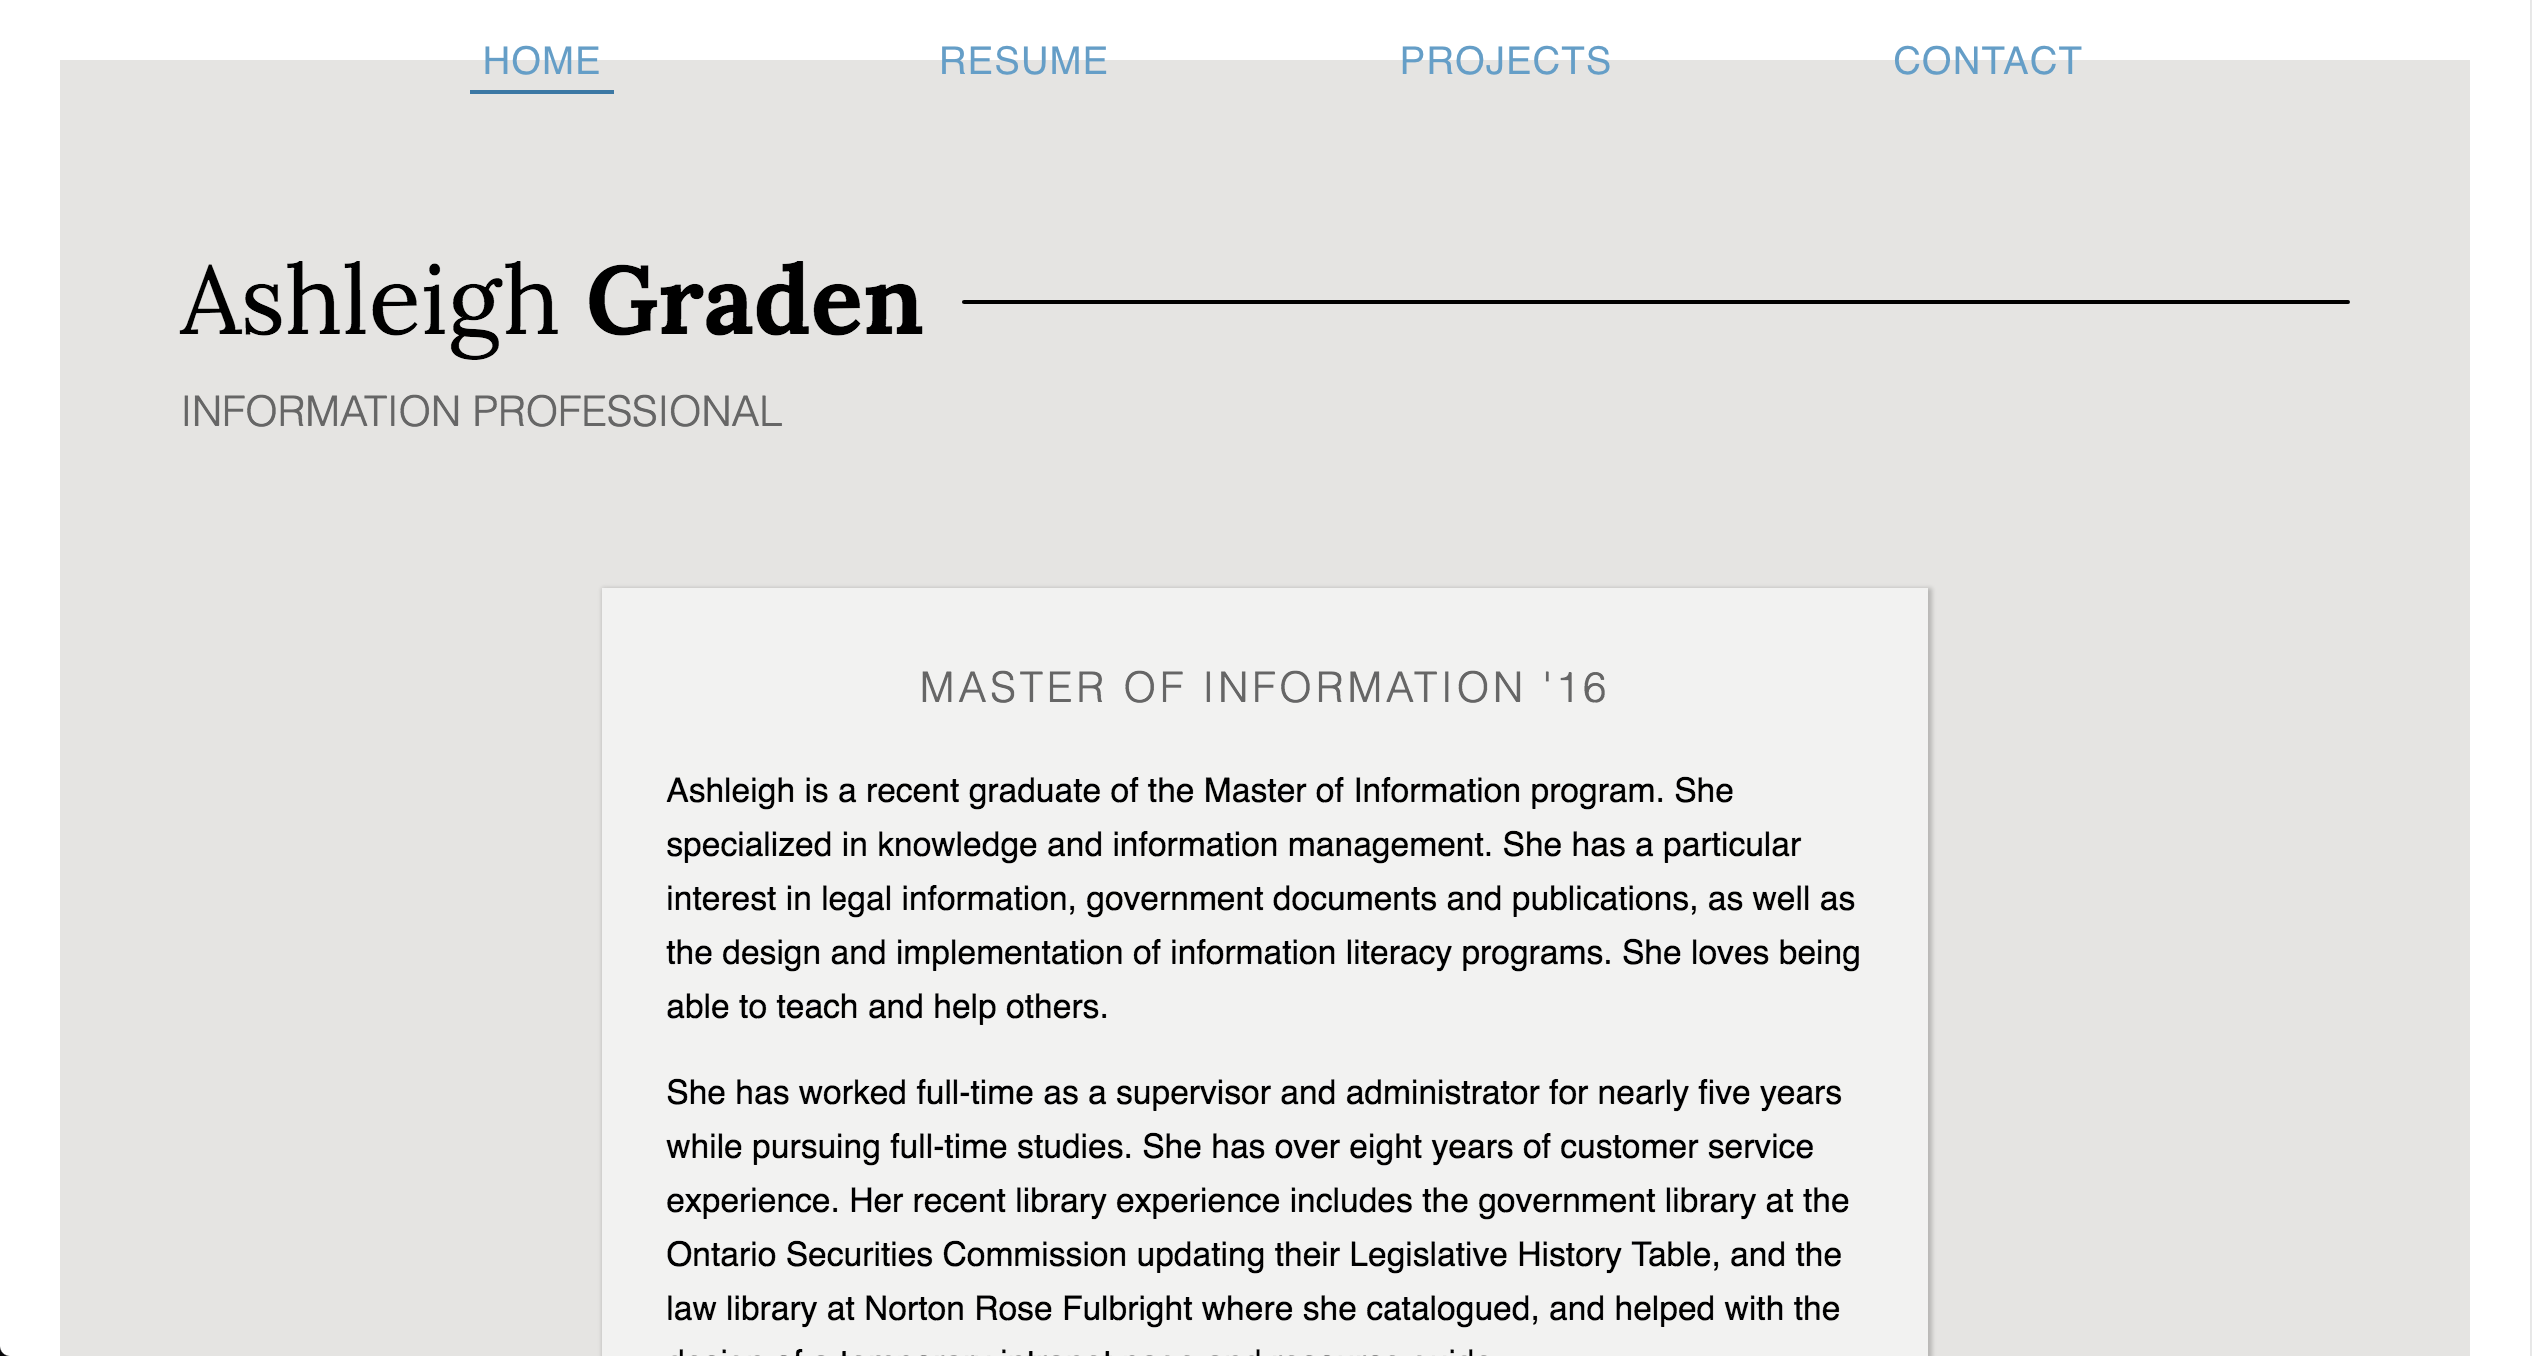 HOME RESUME PROJECTS CONTACT
Ashleigh Graden
INFORMATION PROFESSIONAL
MASTER OF INFORMATION '16
Ashleigh is a recent graduate of the Master of Information program. She
specialized in knowledge and information management. She has a particular
interest in legal information, government documents and publications, as well as
the design and implementation of information literacy programs. She loves being
able to teach and help others.
She has worked full-time as a supervisor and administrator for nearly five years
while pursuing full-time studies. She has over eight years of customer service
experience. Her recent library experience includes the government library at the
Ontario Securities Commission updating their Legislative History Table, and the
law library at Norton Rose Fulbright where she catalogued, and helped with the